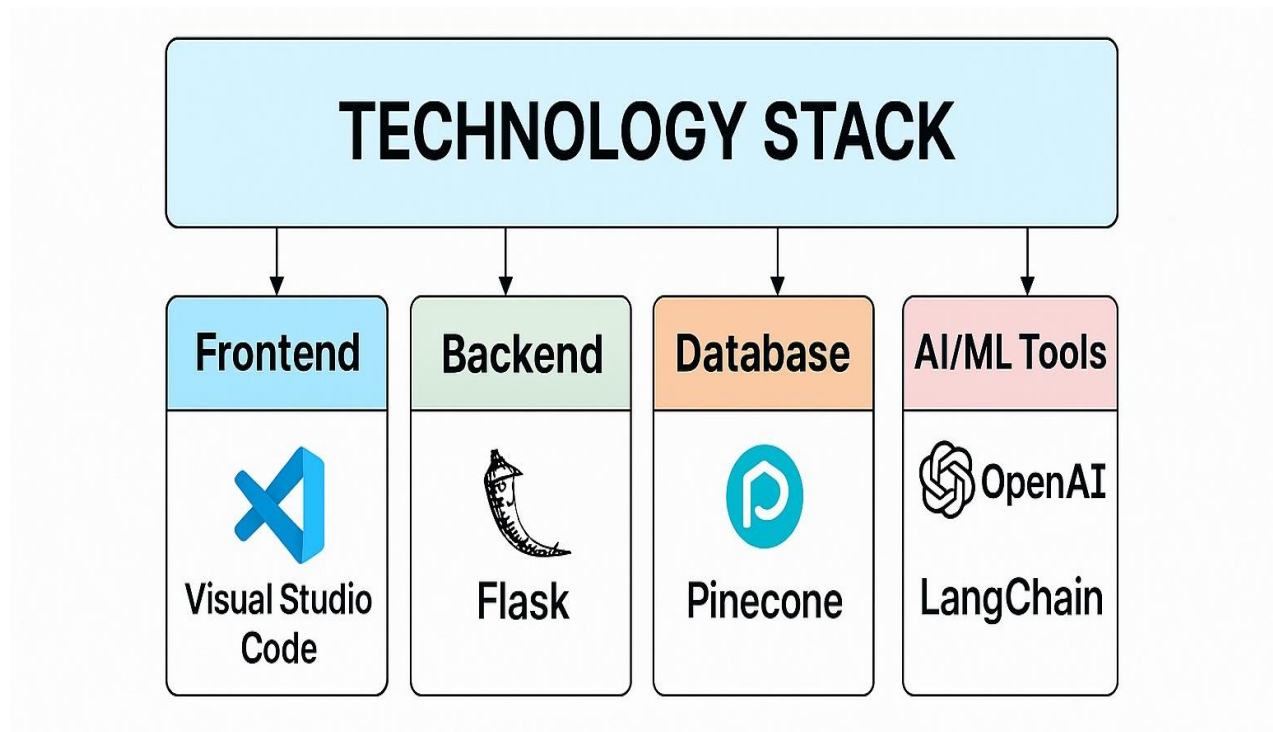 TECHNOLOGY STACK
Frontend
Backend
Database
AI/ML Tools
Visual Studio
Code
Flask
Pinecone
OpenAI
LangChain